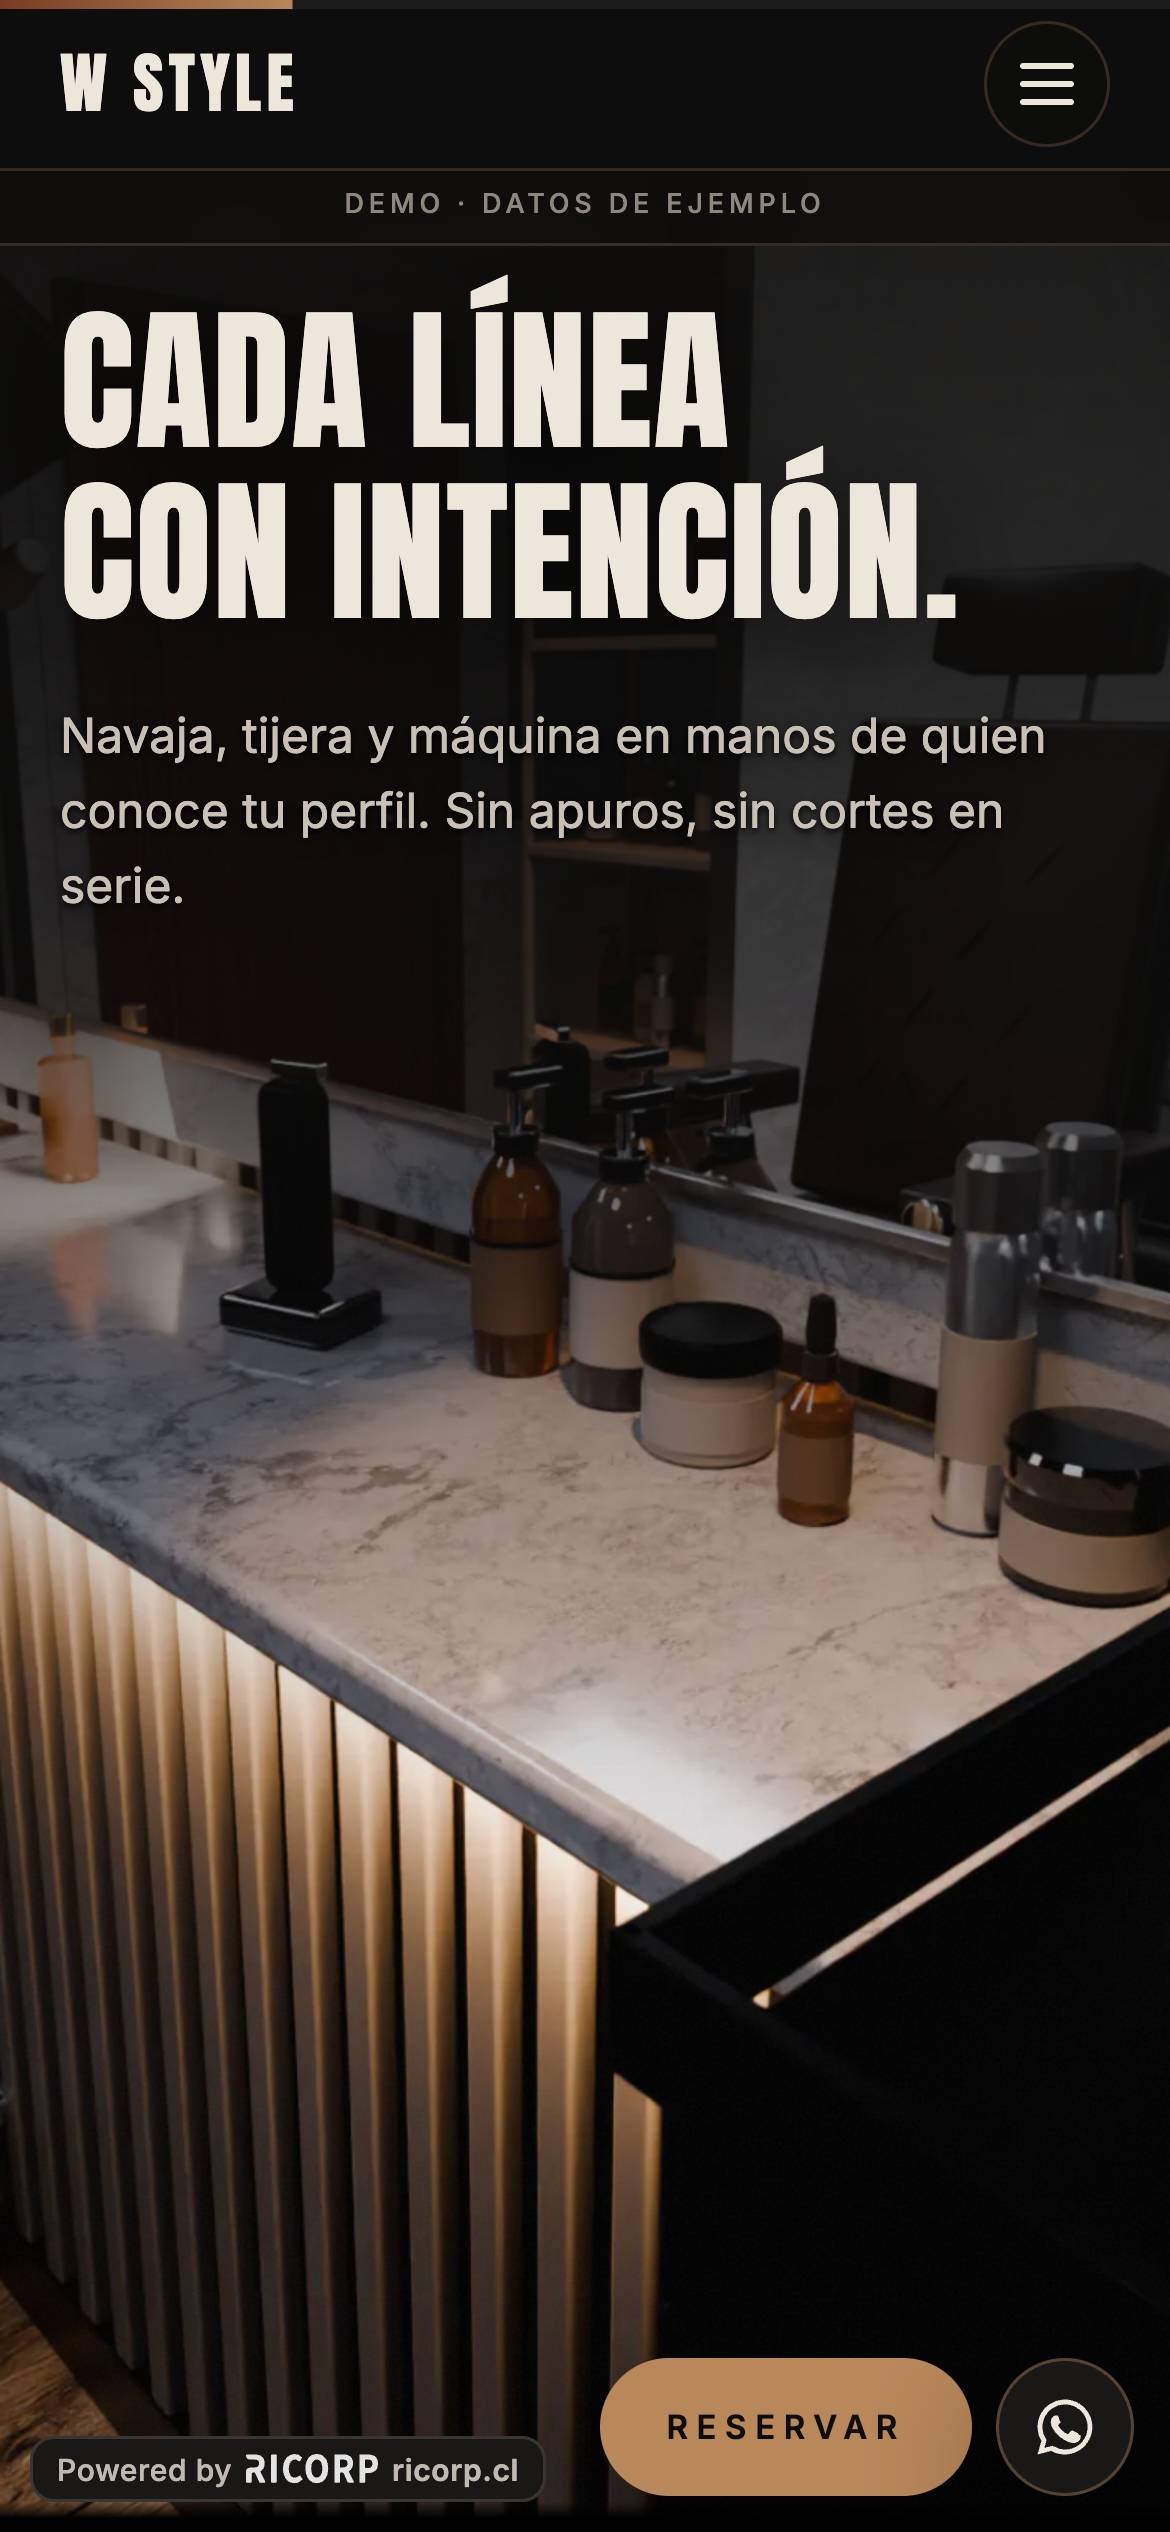 W STYLE
DEMO · DATOS DE EJEMPLO
CADA LÍNEA
CON INTENCIÓN.
Navaja, tijera y máquina en manos de quien
conoce tu perfil. Sin apuros, sin cortes en
serie.
RESERVAR
Powered by RICORP ricorp.cl